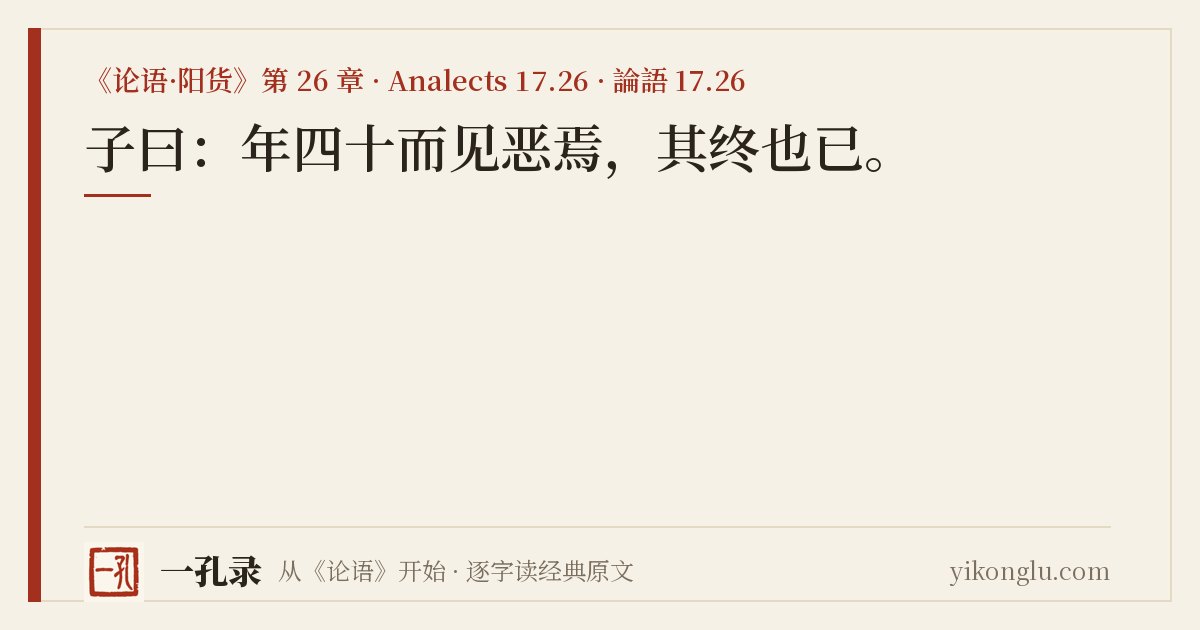 《论语·阳货》第 26 章 · Analects 17.26 · 論語 17.26
子曰：年四十而见恶焉，其终也已。
一孔
一孔录 从《论语》开始 · 逐字读经典原文 yikonglu.com